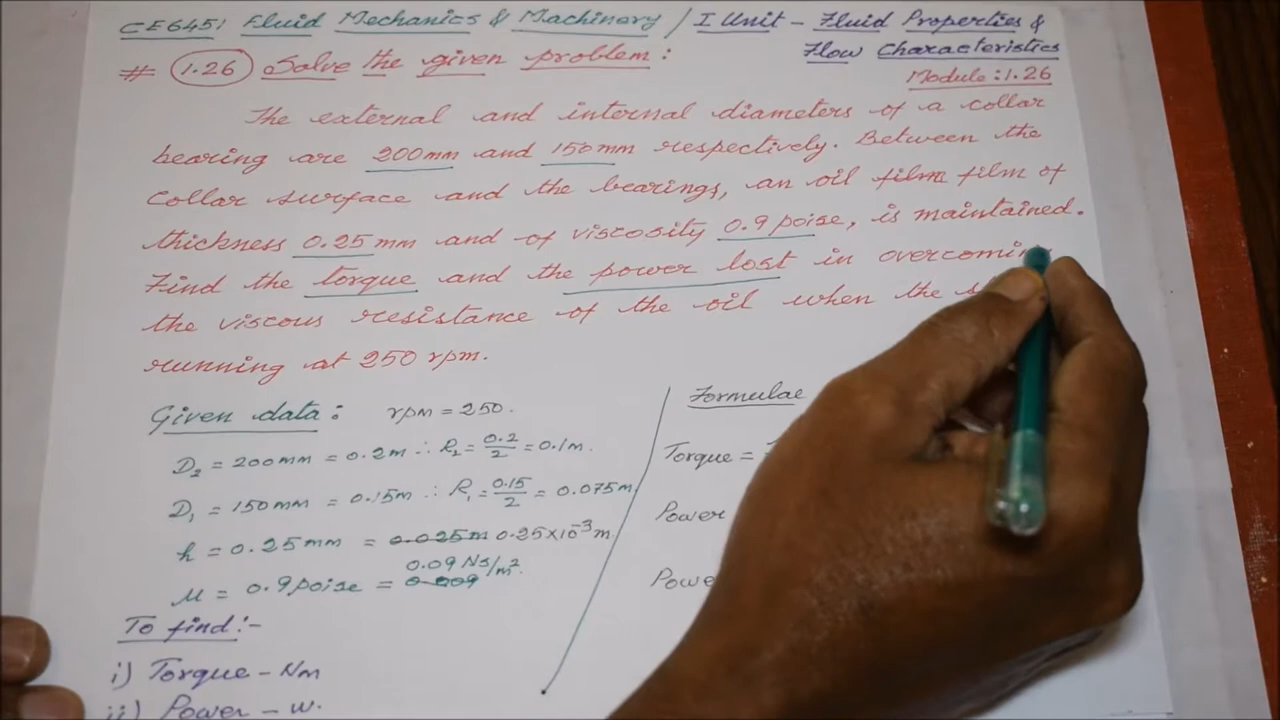 CE6451 Fluid Mechanics & Machinery / I Unit - Fluid Properties &
Flow Characteristics
# 1.26 Solve the given problem:
Module: 1.26
The external and internal diameters of a collar
bearing are 200mm and 150mm respectively. Between the
collar surface and the bearings, an oil film film of
thickness 0.25mm and of viscosity 0.9 poise, is maintained.
Find the torque and the power lost in overcoming
the viscous resistance of the oil when the
running at 250 rpm.
Given data: rpm = 250.
D₂ = 200mm = 0.2m ∴ R₂ = 0.2/2 = 0.1m.
D₁ = 150mm = 0.15m ∴ R₁ = 0.15/2 = 0.075m
h = 0.25mm = 0.025m 0.25×10⁻³m
μ = 0.9 poise = 0.009 0.09 Ns/m².
To find:-
i) Torque - Nm
ii) Power - W.
Formulae
Torque =
Power